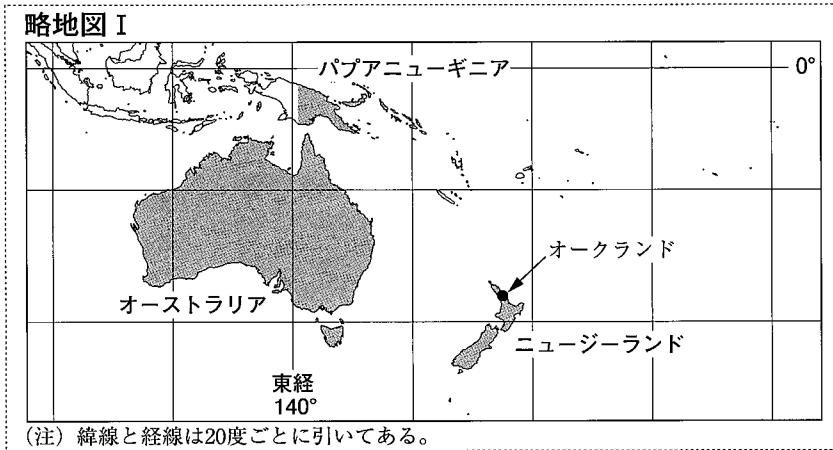 略地図Ⅰ
パプアニューギニア
0°
オークランド
オーストラリア
ニュージーランド
東経
140°
(注) 緯線と経線は20度ごとに引いてある。